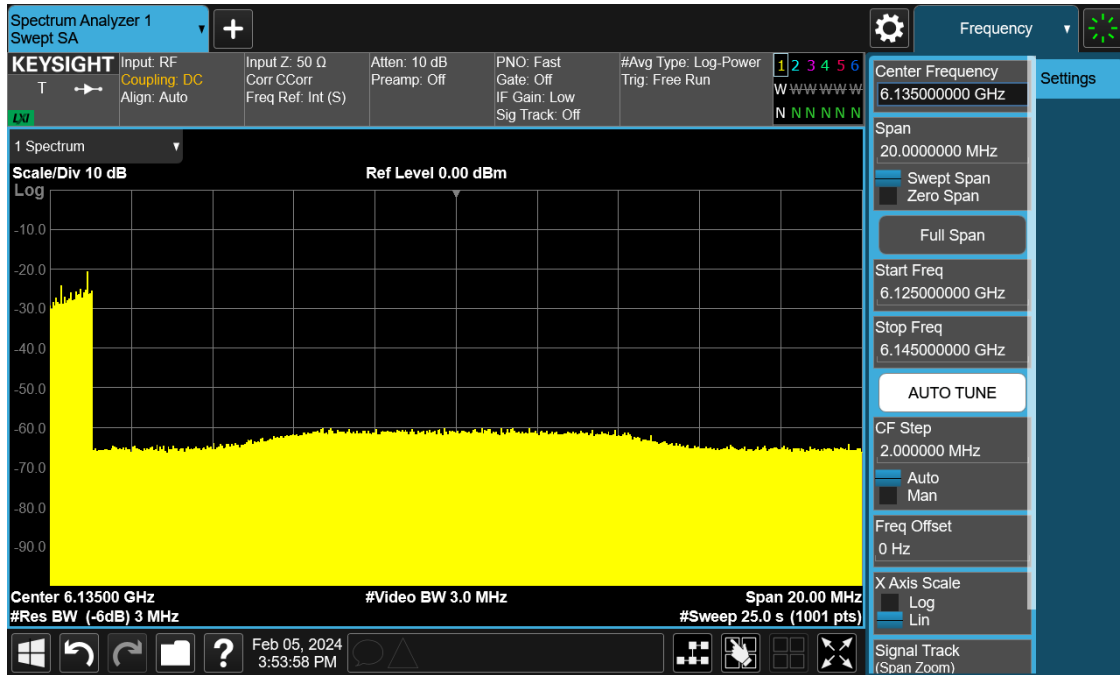 Spectrum Analyzer 1
Swept SA
+
Frequency
KEYSIGHT
T
LXI
Input: RF
Coupling: DC
Align: Auto
Input Z: 50 Ω
Corr CCorr
Freq Ref: Int (S)
Atten: 10 dB
Preamp: Off
PNO: Fast
Gate: Off
IF Gain: Low
Sig Track: Off
#Avg Type: Log-Power
Trig: Free Run
1 2 3 4 5 6
W W W W W W
N N N N N N
1 Spectrum
Scale/Div 10 dB
Ref Level 0.00 dBm
Log
-10.0
-20.0
-30.0
-40.0
-50.0
-60.0
-70.0
-80.0
-90.0
Center 6.13500 GHz
#Video BW 3.0 MHz
Span 20.00 MHz
#Res BW (-6dB) 3 MHz
#Sweep 25.0 s (1001 pts)
?
Feb 05, 2024
3:53:58 PM
Center Frequency
6.135000000 GHz
Span
20.0000000 MHz
Swept Span
Zero Span
Full Span
Start Freq
6.125000000 GHz
Stop Freq
6.145000000 GHz
AUTO TUNE
CF Step
2.000000 MHz
Auto
Man
Freq Offset
0 Hz
X Axis Scale
Log
Lin
Signal Track
(Span Zoom)
Settings